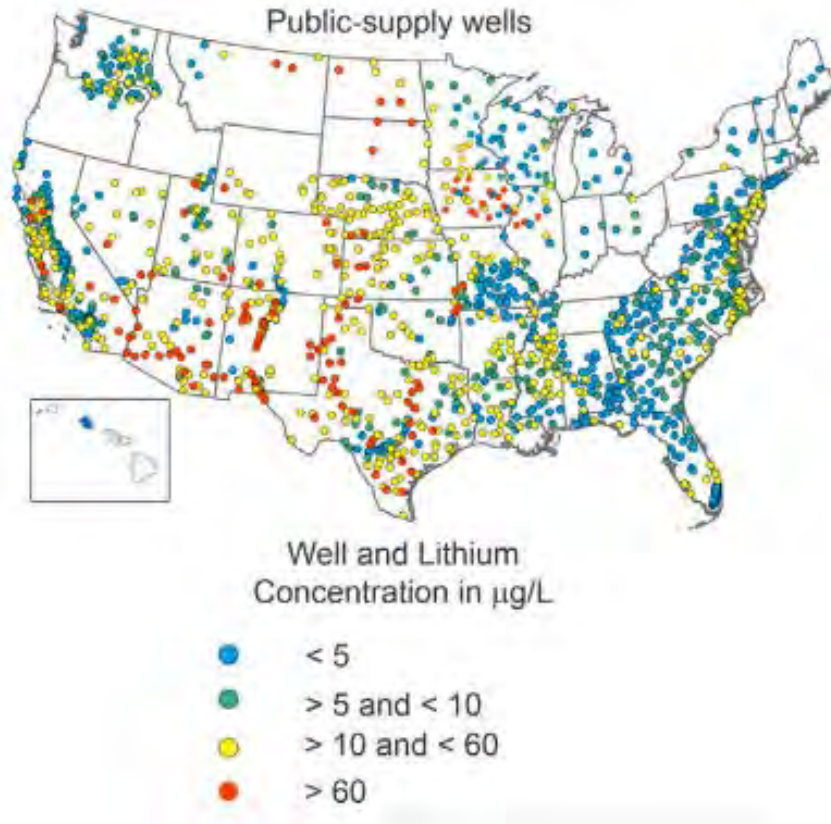 Public-supply wells
Well and Lithium
Concentration in µg/L
< 5
> 5 and < 10
> 10 and < 60
> 60